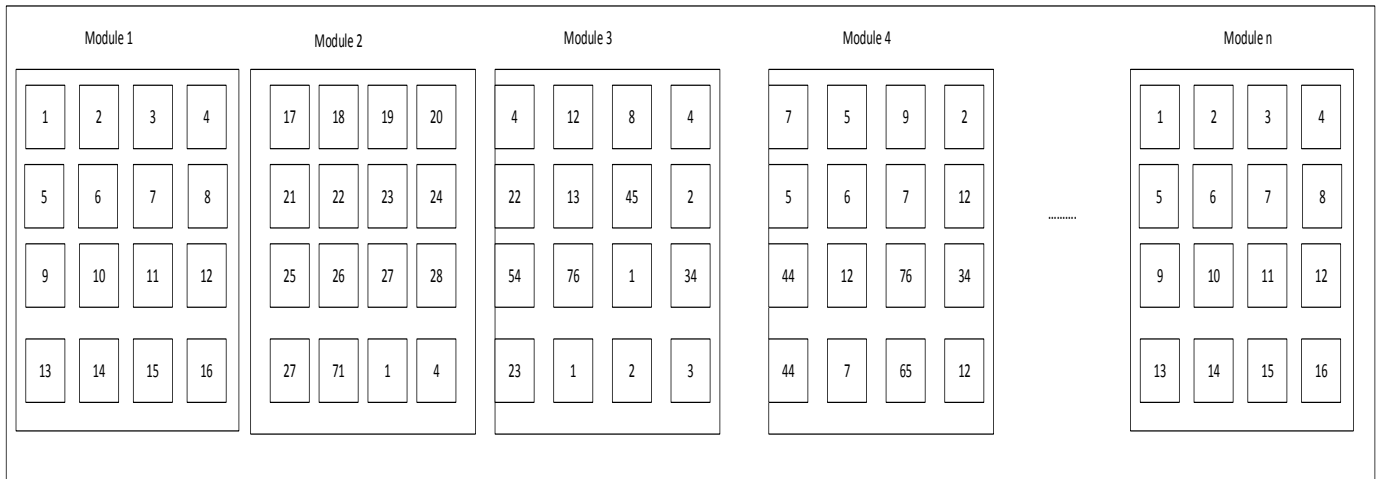 Module 1 Module 2 Module 3 Module 4 Module n
1 2 3 4 17 18 19 20 4 12 8 4 7 5 9 2 1 2 3 4
5 6 7 8 21 22 23 24 22 13 45 2 5 6 7 12 .......... 5 6 7 8
9 10 11 12 25 26 27 28 54 76 1 34 44 12 76 34 9 10 11 12
13 14 15 16 27 71 1 4 23 1 2 3 44 7 65 12 13 14 15 16